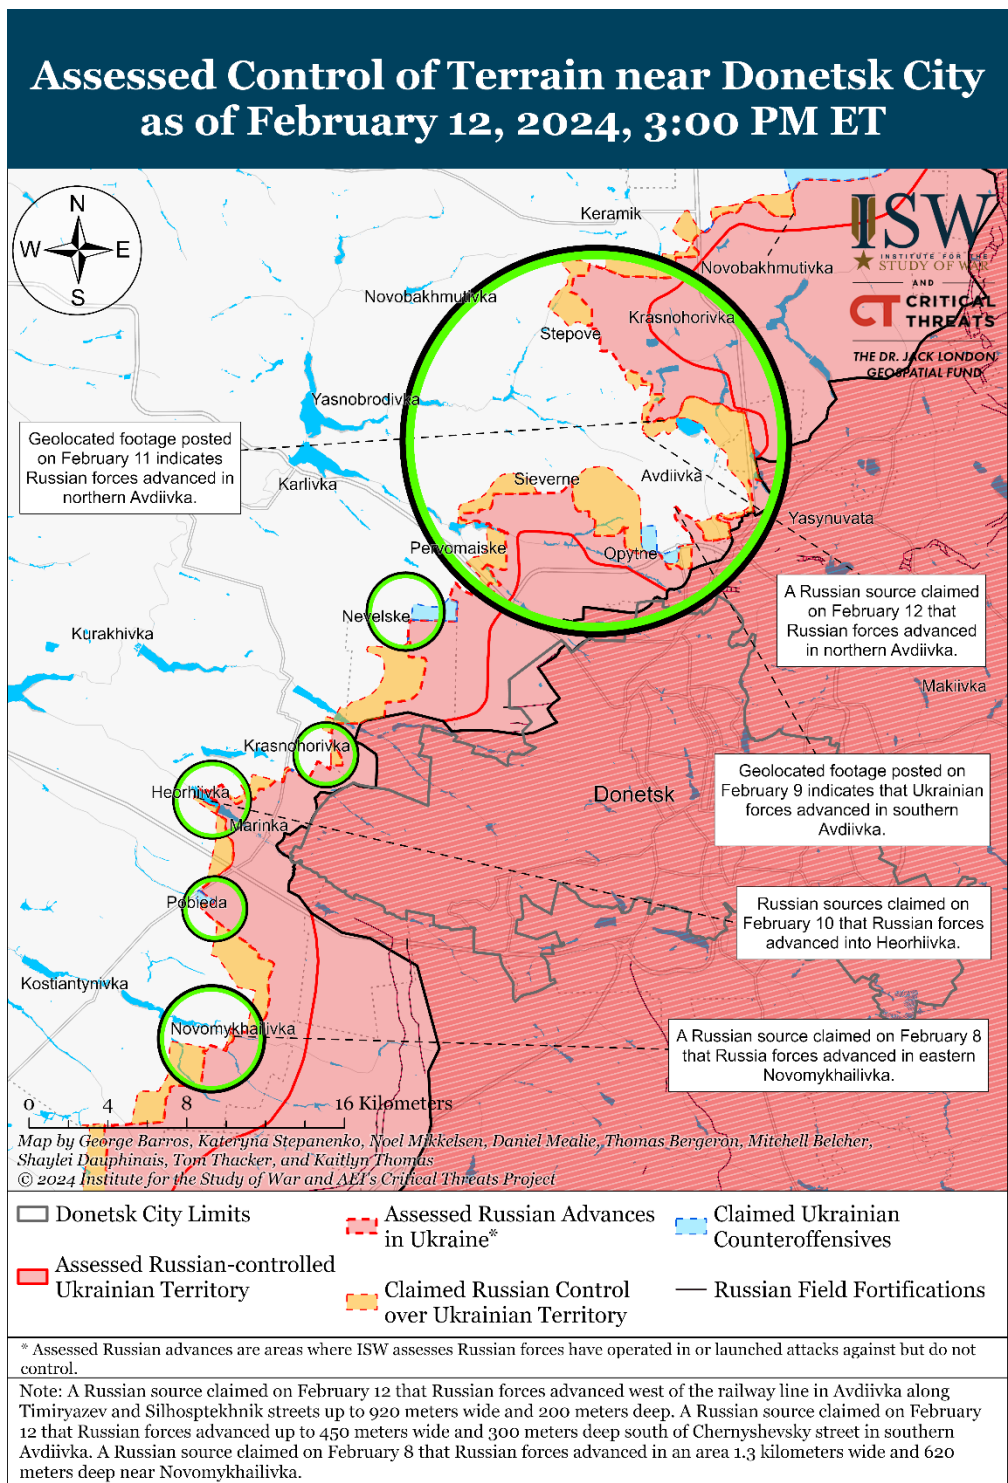 Assessed Control of Terrain near Donetsk City
as of February 12, 2024, 3:00 PM ET
N
W E
S
Keramik
ISW
INSTITUTE FOR THE
STUDY OF WAR
AND
CT CRITICAL
THREATS
THE DR. JACK LONDON
GEOSPATIAL FUND
Novobakhmutivka
Novobakhmutivka
Krasnohorivka
Stepove
Yasnobrodivka
Geolocated footage posted
on February 11 indicates
Russian forces advanced in
northern Avdiivka.
Karlivka
Sieverne
Avdiivka
Yasynuvata
Pervomaiske
Opytne
A Russian source claimed
on February 12 that
Russian forces advanced
in northern Avdiivka.
Nevelske
Kurakhivka
Makiivka
Krasnohorivka
Geolocated footage posted on
February 9 indicates that Ukrainian
forces advanced in southern
Avdiivka.
Heorhiivka
Donetsk
Marinka
Pobieda
Russian sources claimed on
February 10 that Russian forces
advanced into Heorhiivka.
Kostiantynivka
Novomykhailivka
A Russian source claimed on February 8
that Russia forces advanced in eastern
Novomykhailivka.
0 4 8 16 Kilometers
Map by George Barros, Kateryna Stepanenko, Noel Mikkelsen, Daniel Mealie, Thomas Bergeron, Mitchell Belcher,
Shaylei Dauphinais, Tom Thacker, and Kaitlyn Thomas
© 2024 Institute for the Study of War and AEI's Critical Threats Project
Donetsk City Limits
Assessed Russian-controlled
Ukrainian Territory
Assessed Russian Advances
in Ukraine*
Claimed Russian Control
over Ukrainian Territory
Claimed Ukrainian
Counteroffensives
Russian Field Fortifications
* Assessed Russian advances are areas where ISW assesses Russian forces have operated in or launched attacks against but do not
control.
Note: A Russian source claimed on February 12 that Russian forces advanced west of the railway line in Avdiivka along
Timiryazev and Silhosptekhnik streets up to 920 meters wide and 200 meters deep. A Russian source claimed on February
12 that Russian forces advanced up to 450 meters wide and 300 meters deep south of Chernyshevsky street in southern
Avdiivka. A Russian source claimed on February 8 that Russian forces advanced in an area 1.3 kilometers wide and 620
meters deep near Novomykhailivka.